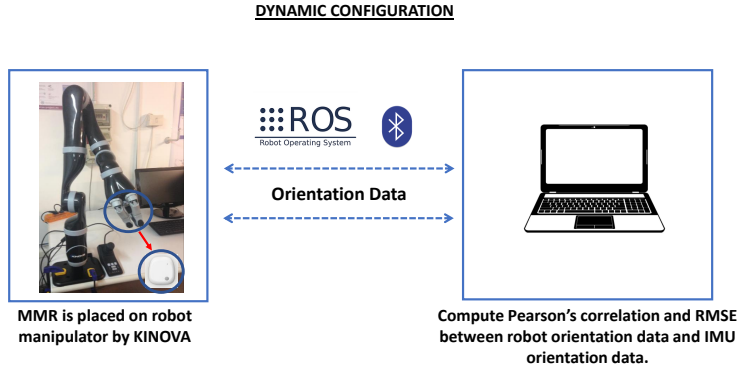 DYNAMIC CONFIGURATION
ROS
Robot Operating System
Orientation Data
MMR is placed on robot
manipulator by KINOVA
Compute Pearson’s correlation and RMSE
between robot orientation data and IMU
orientation data.